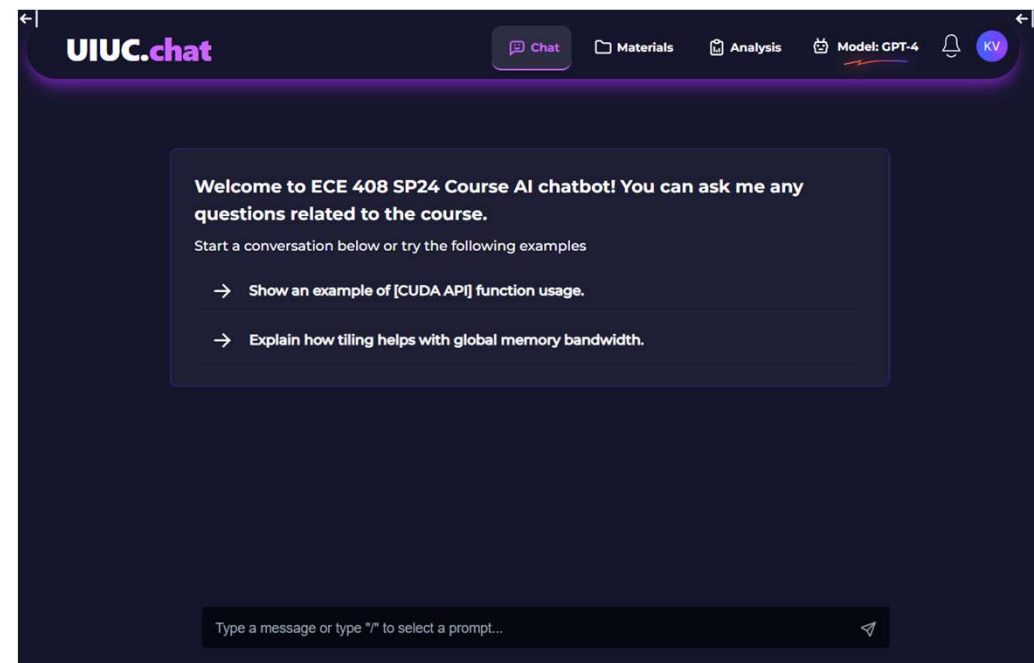 UIUC.chat
Chat
Materials
Analysis
Model: GPT-4
KV
Welcome to ECE 408 SP24 Course AI chatbot! You can ask me any
questions related to the course.
Start a conversation below or try the following examples
Show an example of [CUDA API] function usage.
Explain how tiling helps with global memory bandwidth.
Type a message or type "/" to select a prompt...